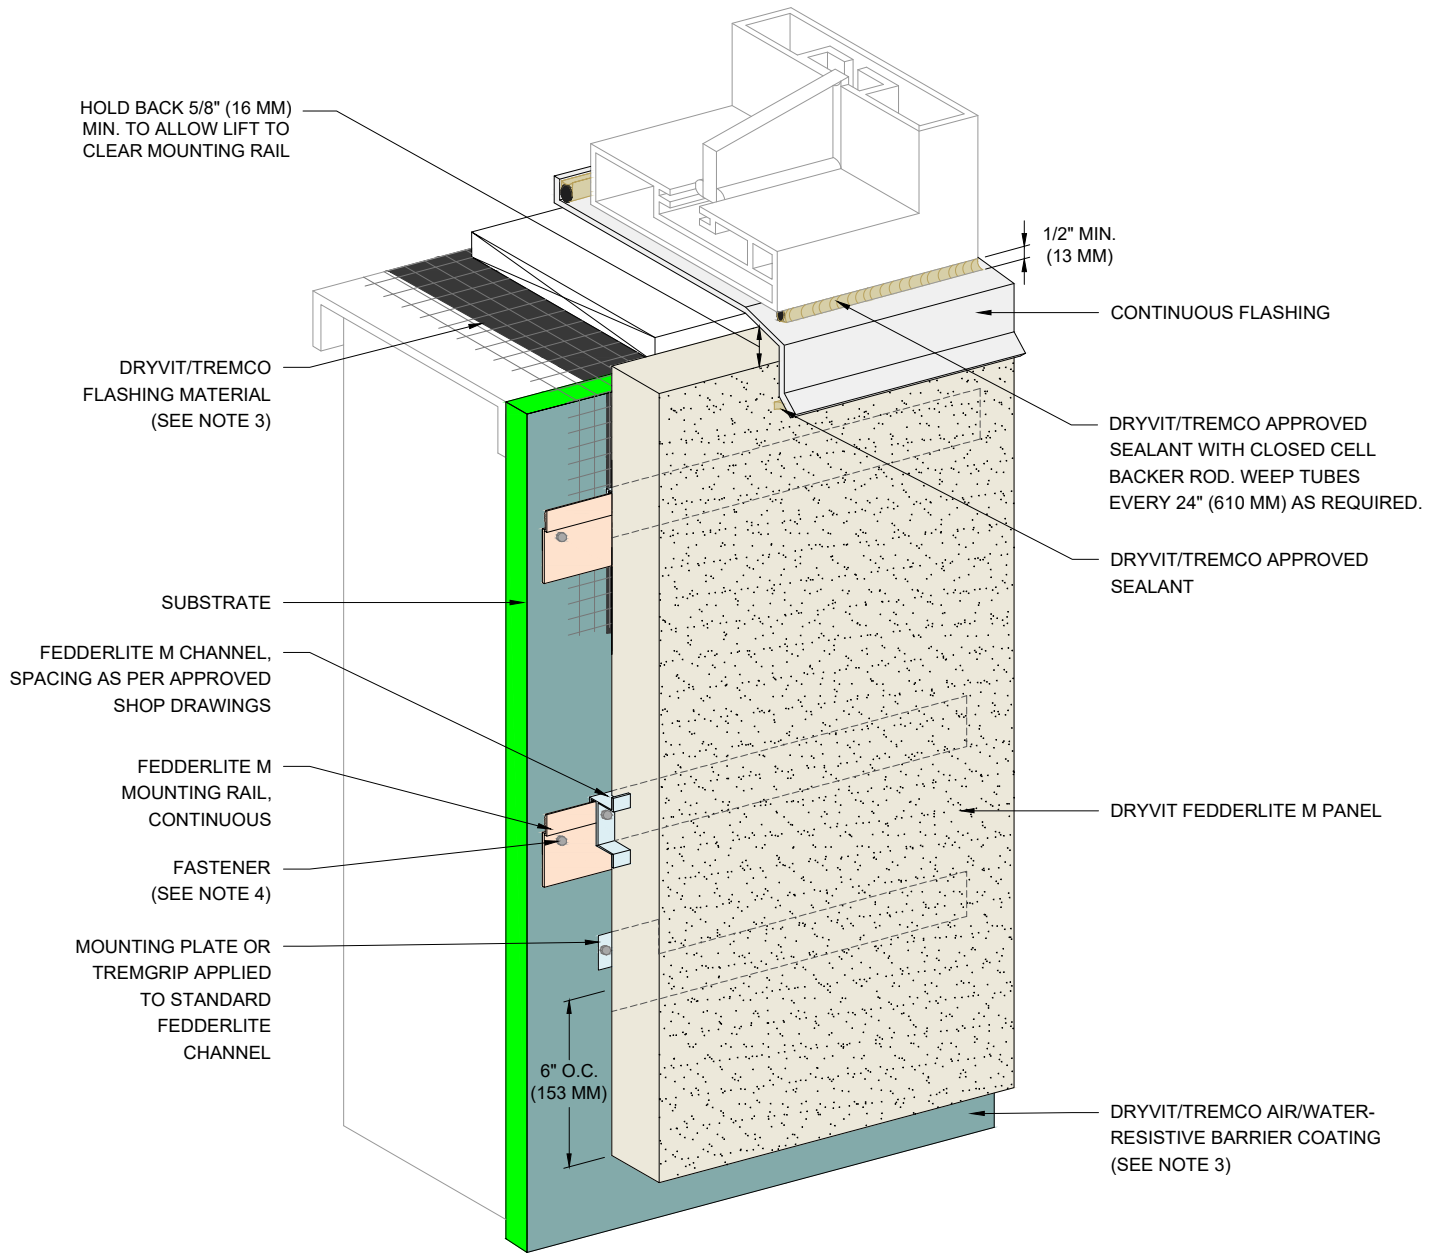 HOLD BACK 5/8" (16 MM)
MIN. TO ALLOW LIFT TO
CLEAR MOUNTING RAIL
DRYVIT/TREMCO
FLASHING MATERIAL
(SEE NOTE 3)
SUBSTRATE
FEDDERLITE M CHANNEL,
SPACING AS PER APPROVED
SHOP DRAWINGS
FEDDERLITE M
MOUNTING RAIL,
CONTINUOUS
FASTENER
(SEE NOTE 4)
MOUNTING PLATE OR
TREMGRIP APPLIED
TO STANDARD
FEDDERLITE
CHANNEL
6" O.C.
(153 MM)
1/2" MIN.
(13 MM)
CONTINUOUS FLASHING
DRYVIT/TREMCO APPROVED
SEALANT WITH CLOSED CELL
BACKER ROD. WEEP TUBES
EVERY 24" (610 MM) AS REQUIRED.
DRYVIT/TREMCO APPROVED
SEALANT
DRYVIT FEDDERLITE M PANEL
DRYVIT/TREMCO AIR/WATER-
RESISTIVE BARRIER COATING
(SEE NOTE 3)